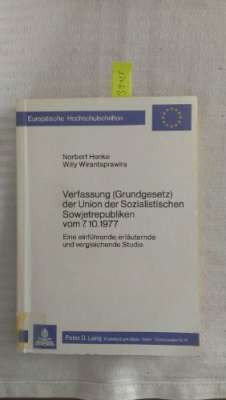 Europäische Hochschulschriften
Norbert Henke
Willy Wirantaprawira
Verfassung (Grundgesetz)
der Union der Sozialistischen
Sowjetrepubliken
vom 7.10.1977
Eine einführende, erläuternde
und vergleichende Studie
Peter D. Lang